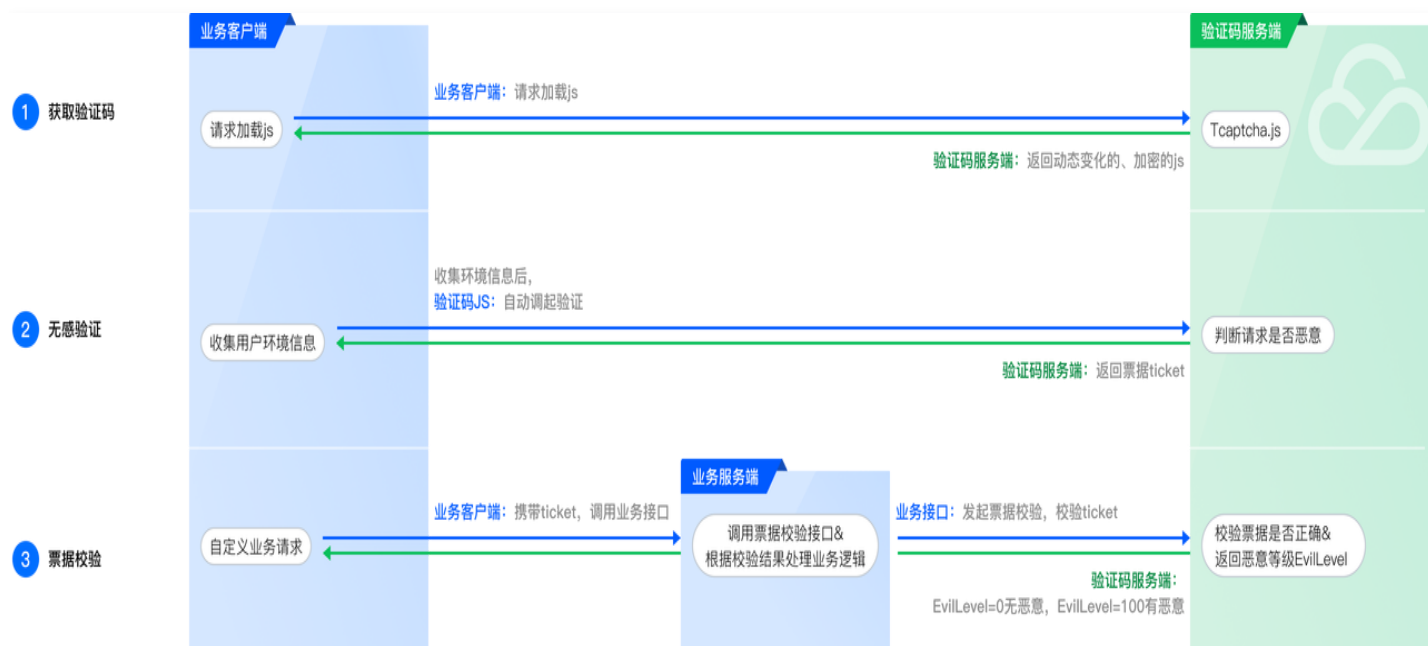 业务客户端
验证码服务端
1 获取验证码
业务客户端：请求加载js
请求加载js
Tcaptcha.js
验证码服务端：返回动态变化的、加密的js
收集环境信息后，
验证码JS：自动调起验证
2 无感验证
收集用户环境信息
判断请求是否恶意
验证码服务端：返回票据ticket
业务服务端
业务客户端：携带ticket，调用业务接口
业务接口：发起票据校验，校验ticket
3 票据校验
自定义业务请求
调用票据校验接口&
根据校验结果处理业务逻辑
校验票据是否正确&
返回恶意等级EvilLevel
验证码服务端：
EvilLevel=0无恶意，EvilLevel=100有恶意